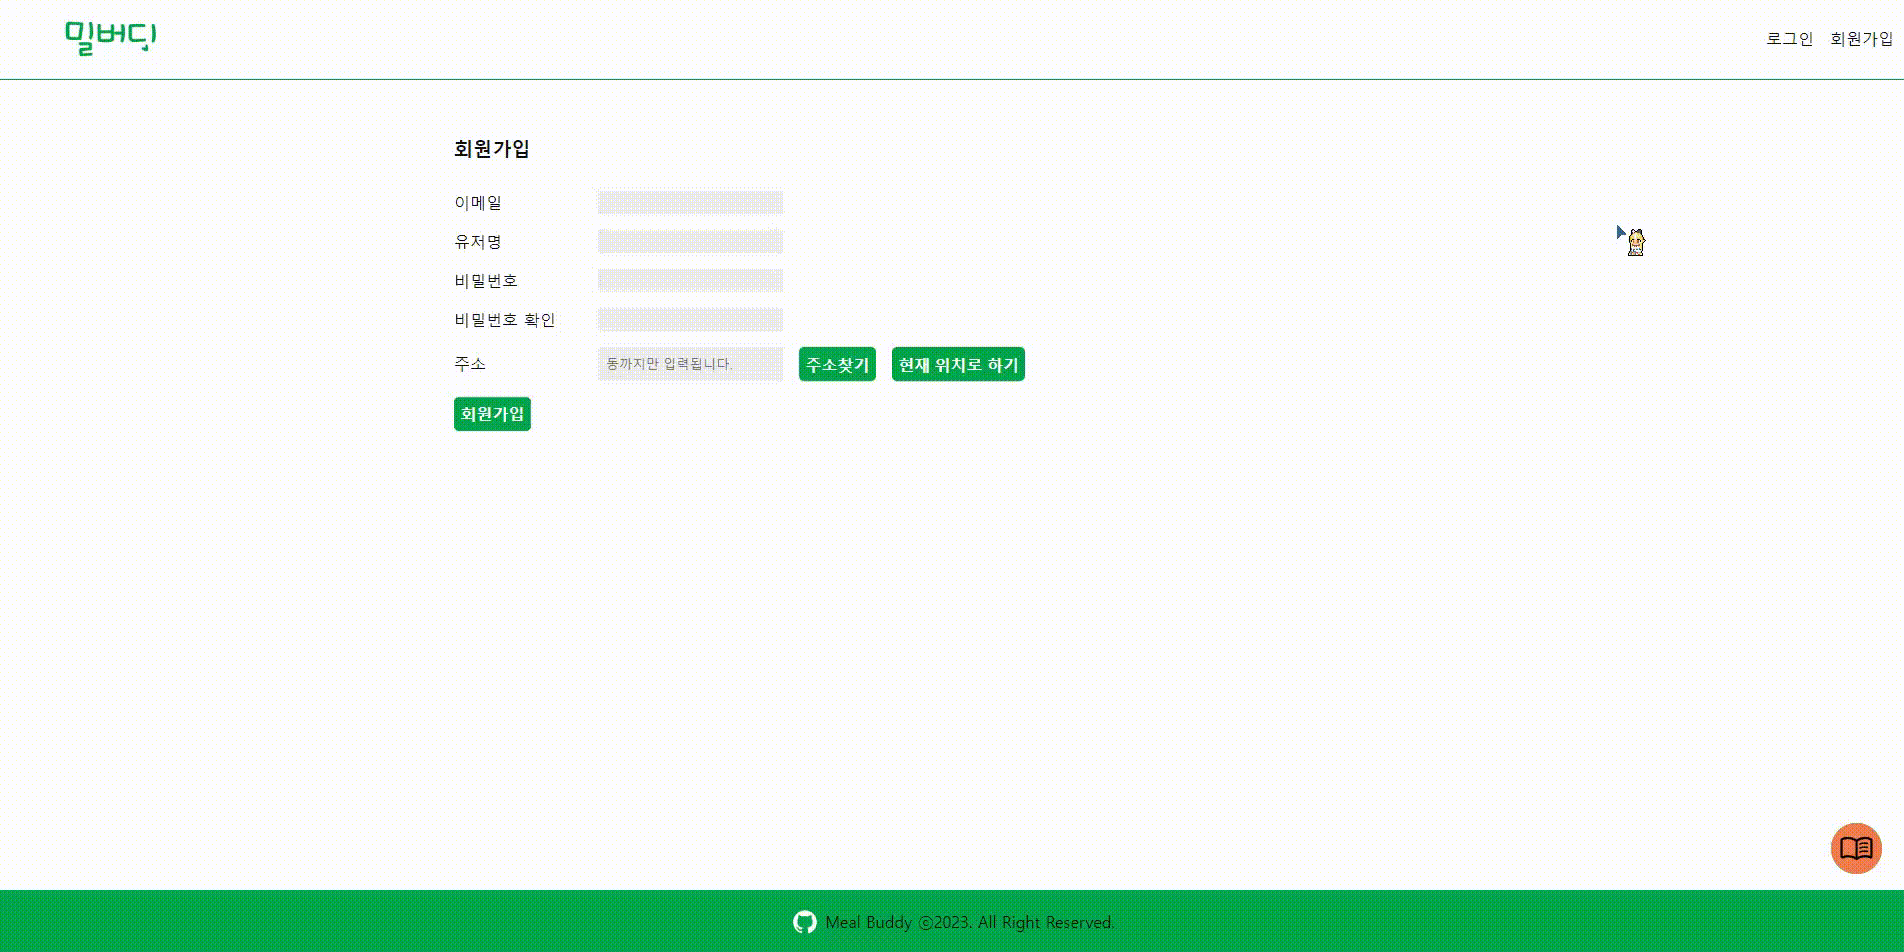 밀버디
로그인 회원가입
회원가입
이메일
유저명
비밀번호
비밀번호 확인
주소 동까지만 입력됩니다. 주소찾기 현재 위치로 하기
회원가입
Meal Buddy ⓒ2023. All Right Reserved.